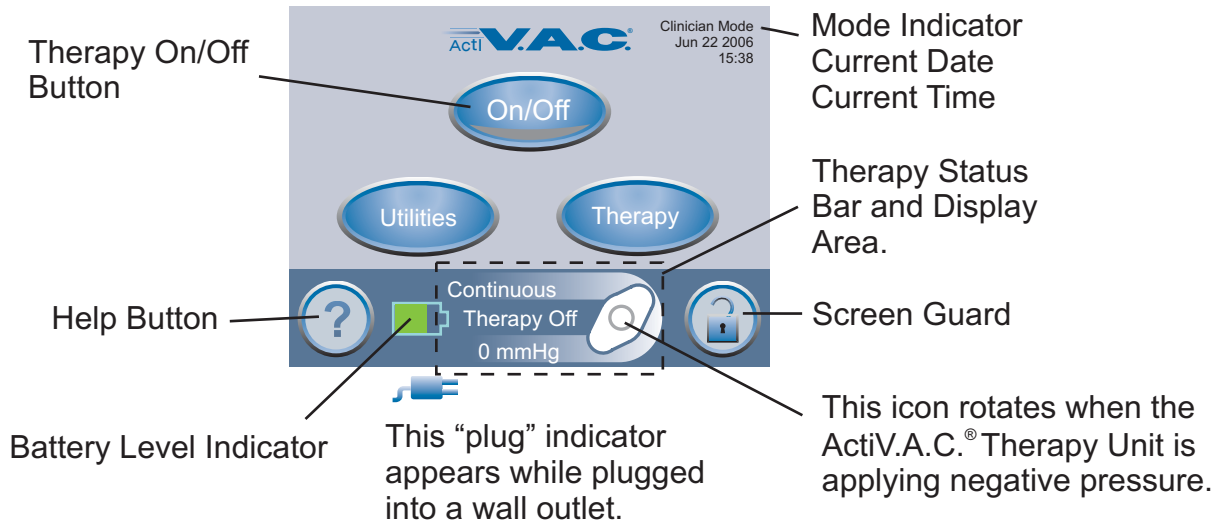 Therapy On/Off
Button
ActiV.A.C.®
Clinician Mode
Jun 22 2006
15:38
Mode Indicator
Current Date
Current Time
On/Off
Therapy Status
Bar and Display
Area.
Utilities
Therapy
Help Button
?
Continuous
Therapy Off
0 mmHg
Screen Guard
Battery Level Indicator
This “plug” indicator
appears while plugged
into a wall outlet.
This icon rotates when the
ActiV.A.C.® Therapy Unit is
applying negative pressure.